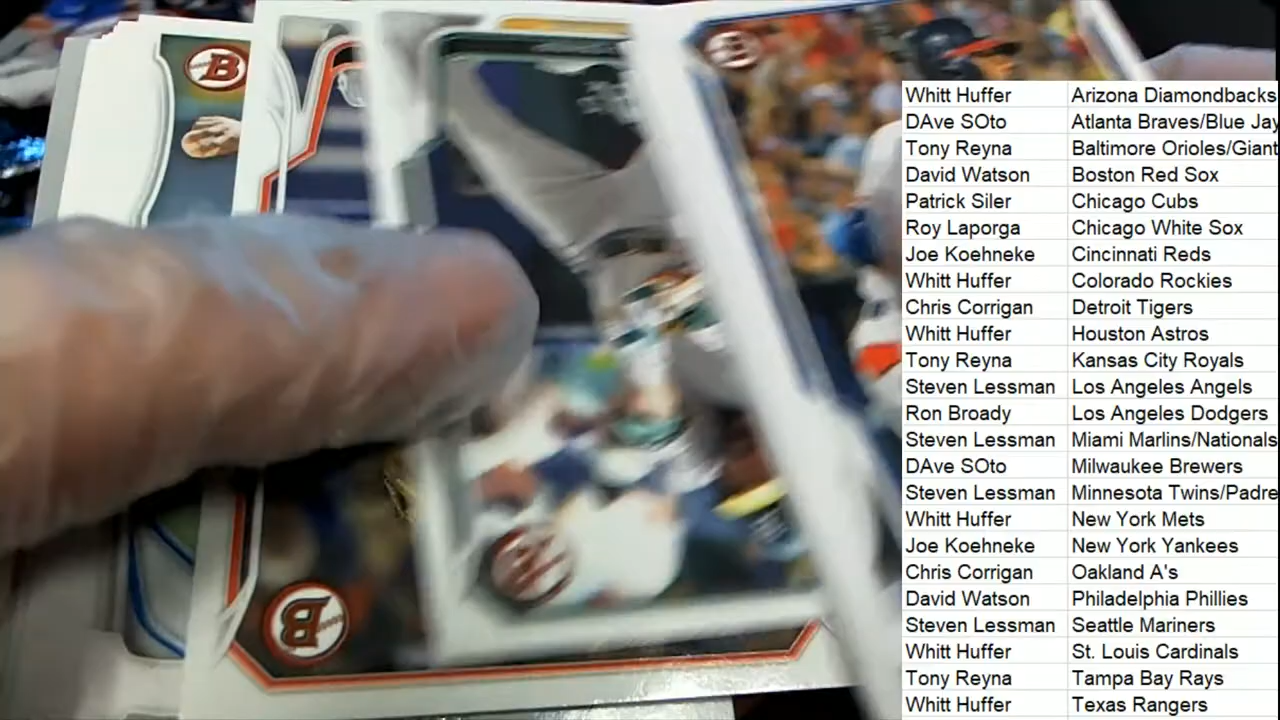 Whitt Huffer Arizona Diamondbacks
DAve SOto Atlanta Braves/Blue Jay
Tony Reyna Baltimore Orioles/Giant
David Watson Boston Red Sox
Patrick Siler Chicago Cubs
Roy Laporga Chicago White Sox
Joe Koehneke Cincinnati Reds
Whitt Huffer Colorado Rockies
Chris Corrigan Detroit Tigers
Whitt Huffer Houston Astros
Tony Reyna Kansas City Royals
Steven Lessman Los Angeles Angels
Ron Broady Los Angeles Dodgers
Steven Lessman Miami Marlins/Nationals
DAve SOto Milwaukee Brewers
Steven Lessman Minnesota Twins/Padre
Whitt Huffer New York Mets
Joe Koehneke New York Yankees
Chris Corrigan Oakland A's
David Watson Philadelphia Phillies
Steven Lessman Seattle Mariners
Whitt Huffer St. Louis Cardinals
Tony Reyna Tampa Bay Rays
Whitt Huffer Texas Rangers
B
B
B